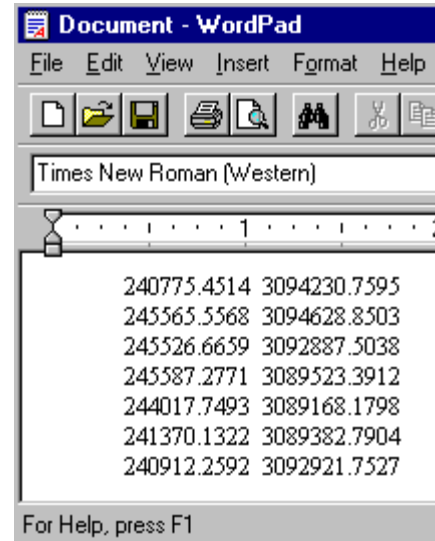 Document - WordPad
File Edit View Insert Format Help
Times New Roman (Western)
1
240775.4514 3094230.7595
245565.5568 3094628.8503
245526.6659 3092887.5038
245587.2771 3089523.3912
244017.7493 3089168.1798
241370.1322 3089382.7904
240912.2592 3092921.7527
For Help, press F1